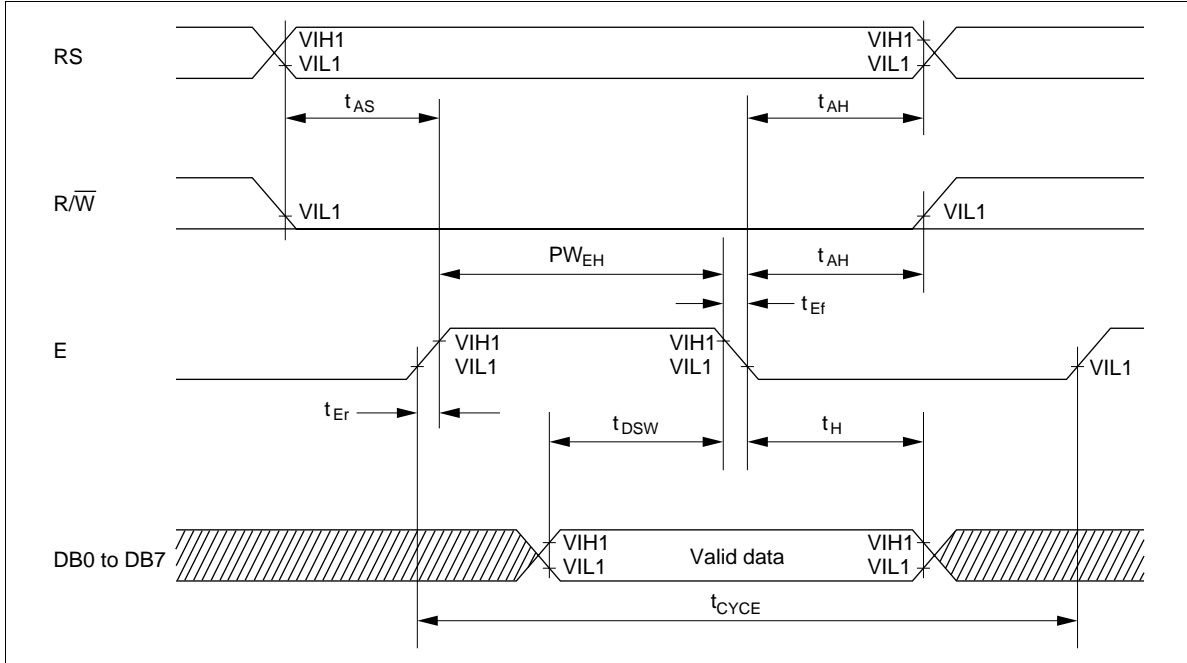 RS
VIH1
VIL1
VIH1
VIL1
tAS
tAH
R/W̅
VIL1
VIL1
PWEH
tAH
tEf
E
VIH1
VIL1
VIH1
VIL1
VIL1
tEr
tDSW
tH
DB0 to DB7
VIH1
VIL1
Valid data
VIH1
VIL1
tCYCE